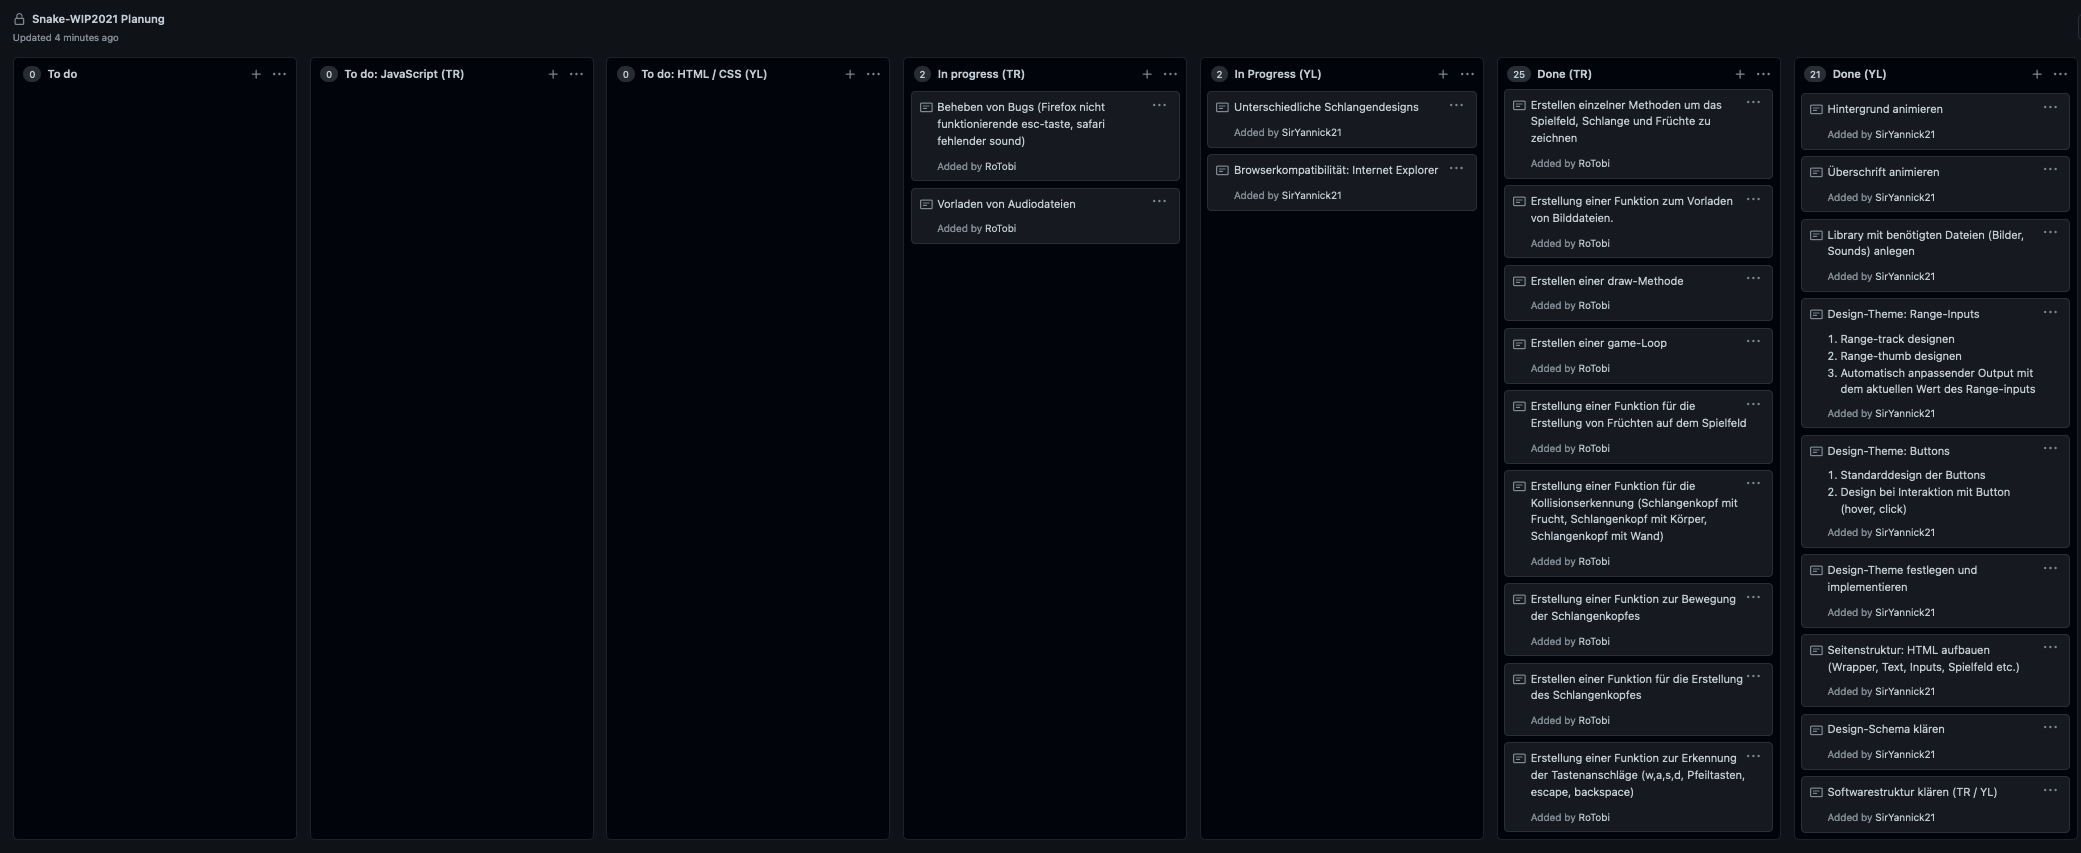 Snake-WIP2021 Planung
Updated 4 minutes ago
0 To do
0 To do: JavaScript (TR)
0 To do: HTML / CSS (YL)
2 In progress (TR)
Beheben von Bugs (Firefox nicht
funktionierende esc-taste, safari
fehlender sound)
Added by RoTobi
Vorladen von Audiodateien
Added by RoTobi
2 In Progress (YL)
Unterschiedliche Schlangendesigns
Added by SirYannick21
Browserkompatibilität: Internet Explorer
Added by SirYannick21
25 Done (TR)
Erstellen einzelner Methoden um das
Spielfeld, Schlange und Früchte zu
zeichnen
Added by RoTobi
Erstellung einer Funktion zum Vorladen
von Bilddateien.
Added by RoTobi
Erstellen einer draw-Methode
Added by RoTobi
Erstellen einer game-Loop
Added by RoTobi
Erstellung einer Funktion für die
Erstellung von Früchten auf dem Spielfeld
Added by RoTobi
Erstellung einer Funktion für die
Kollisionserkennung (Schlangenkopf mit
Frucht, Schlangenkopf mit Körper,
Schlangenkopf mit Wand)
Added by RoTobi
Erstellung einer Funktion zur Bewegung
der Schlangenkopfes
Added by RoTobi
Erstellen einer Funktion für die Erstellung
des Schlangenkopfes
Added by RoTobi
Erstellung einer Funktion zur Erkennung
der Tastenanschläge (w,a,s,d, Pfeiltasten,
escape, backspace)
Added by RoTobi
21 Done (YL)
Hintergrund animieren
Added by SirYannick21
Überschrift animieren
Added by SirYannick21
Library mit benötigten Dateien (Bilder,
Sounds) anlegen
Added by SirYannick21
Design-Theme: Range-Inputs
1. Range-track designen
2. Range-thumb designen
3. Automatisch anpassender Output mit
dem aktuellen Wert des Range-inputs
Added by SirYannick21
Design-Theme: Buttons
1. Standarddesign der Buttons
2. Design bei Interaktion mit Button
(hover, click)
Added by SirYannick21
Design-Theme festlegen und
implementieren
Added by SirYannick21
Seitenstruktur: HTML aufbauen
(Wrapper, Text, Inputs, Spielfeld etc.)
Added by SirYannick21
Design-Schema klären
Added by SirYannick21
Softwarestruktur klären (TR / YL)
Added by SirYannick21